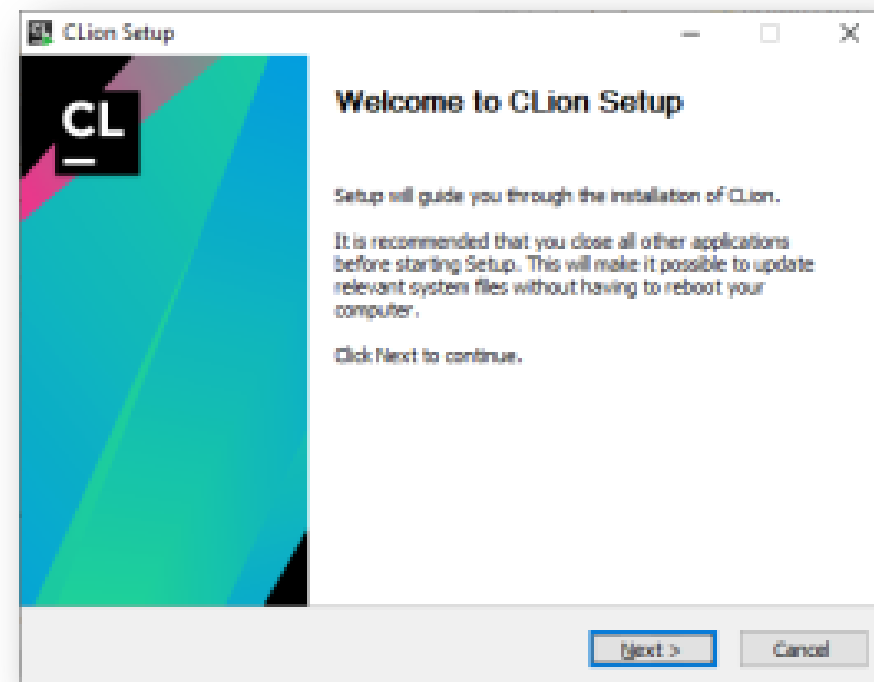 CLion Setup
CL
Welcome to CLion Setup
Setup will guide you through the installation of CLion.
It is recommended that you close all other applications
before starting Setup. This will make it possible to update
relevant system files without having to reboot your
computer.
Click Next to continue.
Next >
Cancel